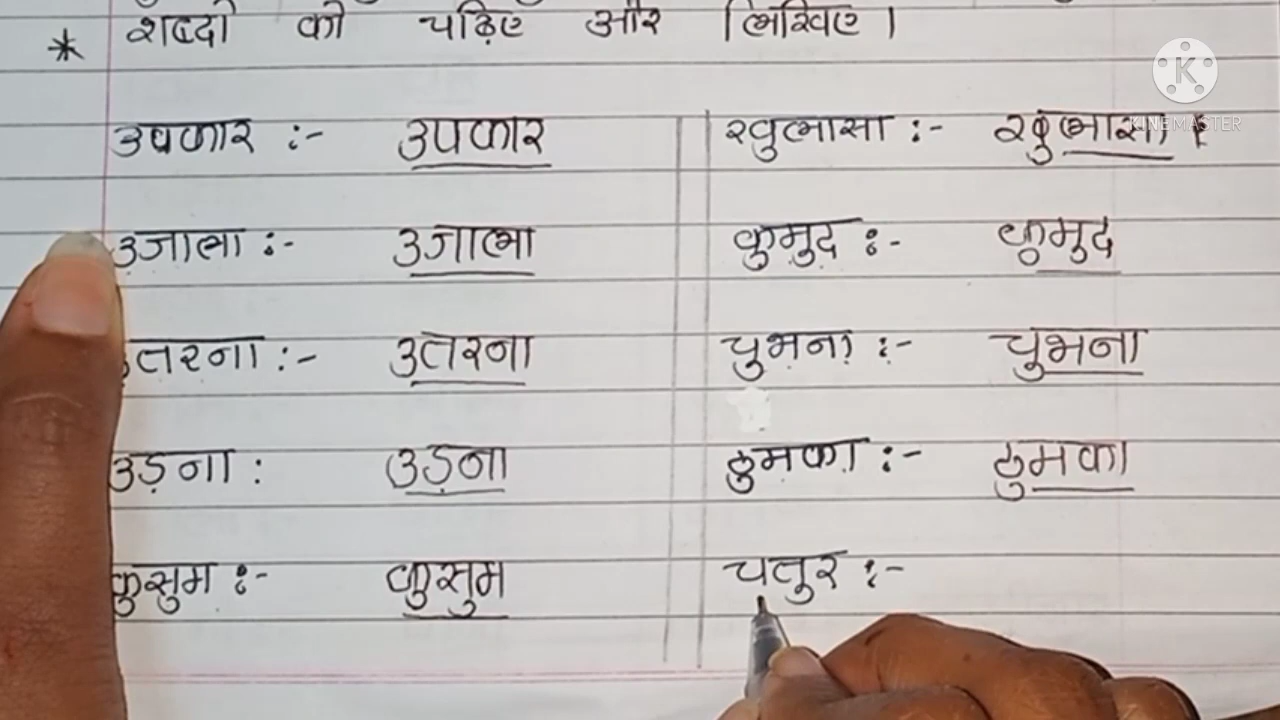 * शब्दों को पढ़िए और लिखिए।
उपकार :- उपकार
उजाला :- उजाला
उतरना :- उतरना
उड़ना : उड़ना
कुसुम :- कुसुम
खुलासा :- खुलासा
कुमुद :- कुमुद
चुभना :- चुभना
ठुमका :- ठुमका
चतुर :-
KINEMASTER